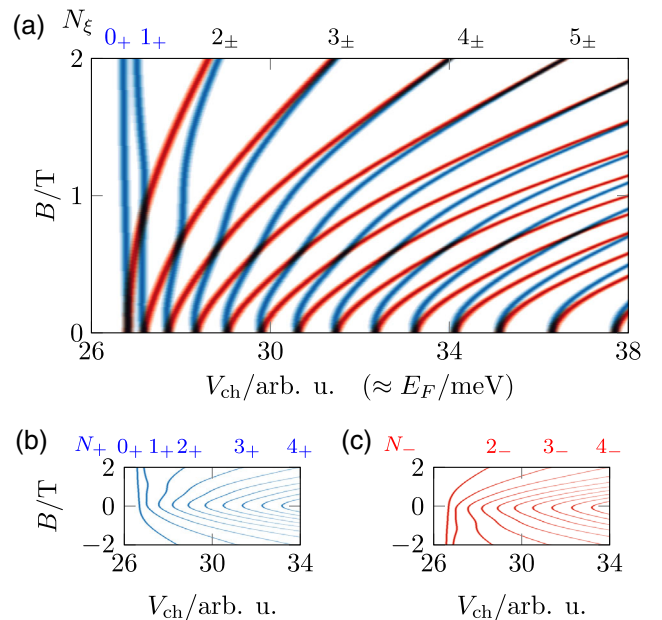 (a) N_ξ 0₊ 1₊ 2± 3± 4± 5±
2
1
0
B/T
26 30 34 38
V_ch/arb. u. (≈ E_F/meV)
(b) N₊ 0₊ 1₊ 2₊ 3₊ 4₊
2
0
−2
B/T
26 30 34
V_ch/arb. u.
(c) N₋ 2₋ 3₋ 4₋
2
0
−2
26 30 34
V_ch/arb. u.